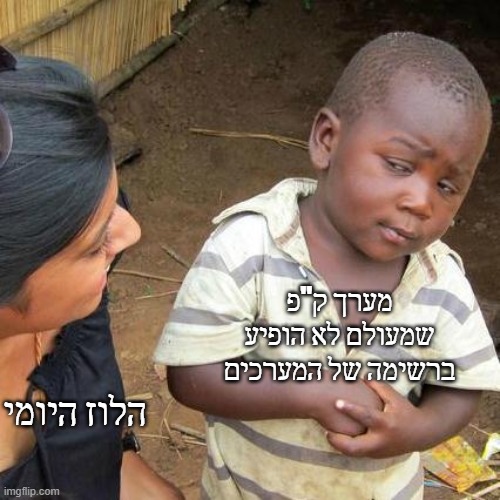 מערך ק"פ
שמעולם לא הופיע
ברשימה של המערכים
הלוז היומי
imgflip.com